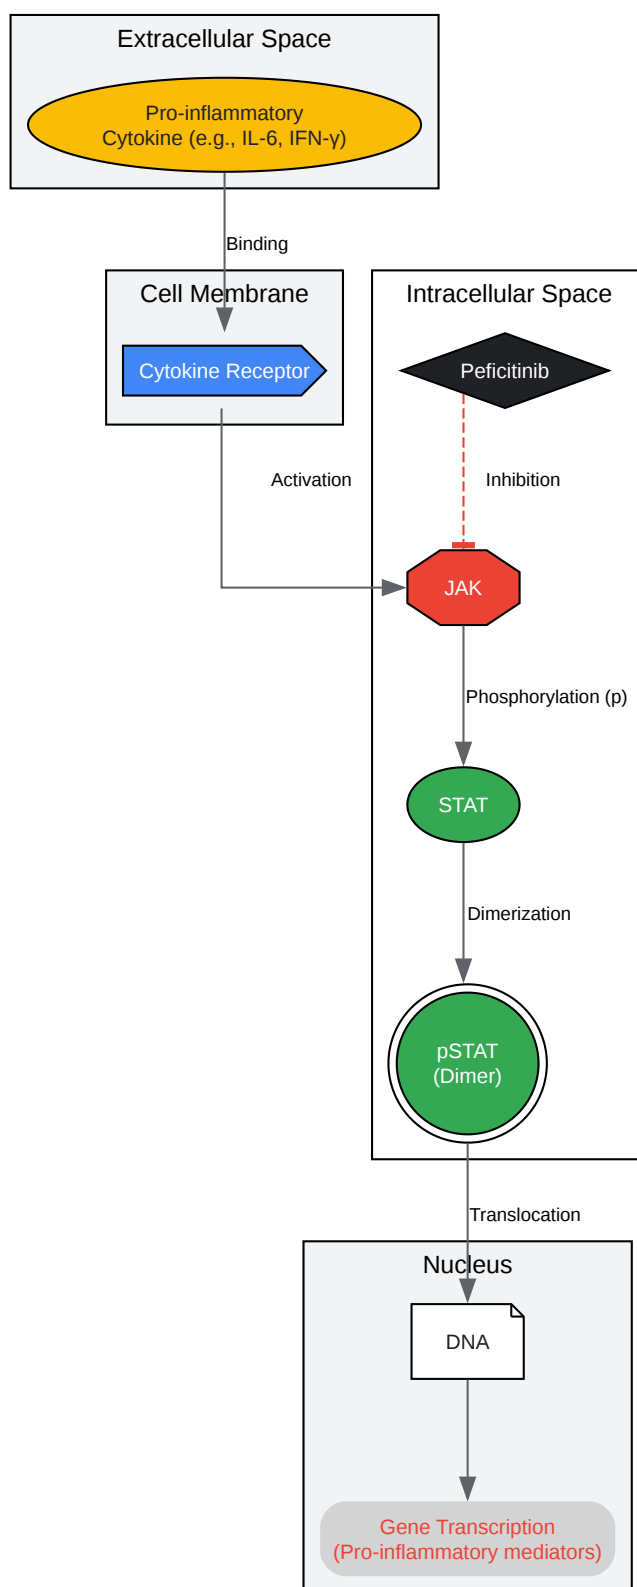 Extracellular Space
Pro-inflammatory
Cytokine (e.g., IL-6, IFN-γ)
Binding
Cell Membrane
Cytokine Receptor
Intracellular Space
Peficitinib
Activation
Inhibition
JAK
Phosphorylation (p)
STAT
Dimerization
pSTAT
(Dimer)
Translocation
Nucleus
DNA
Gene Transcription
(Pro-inflammatory mediators)